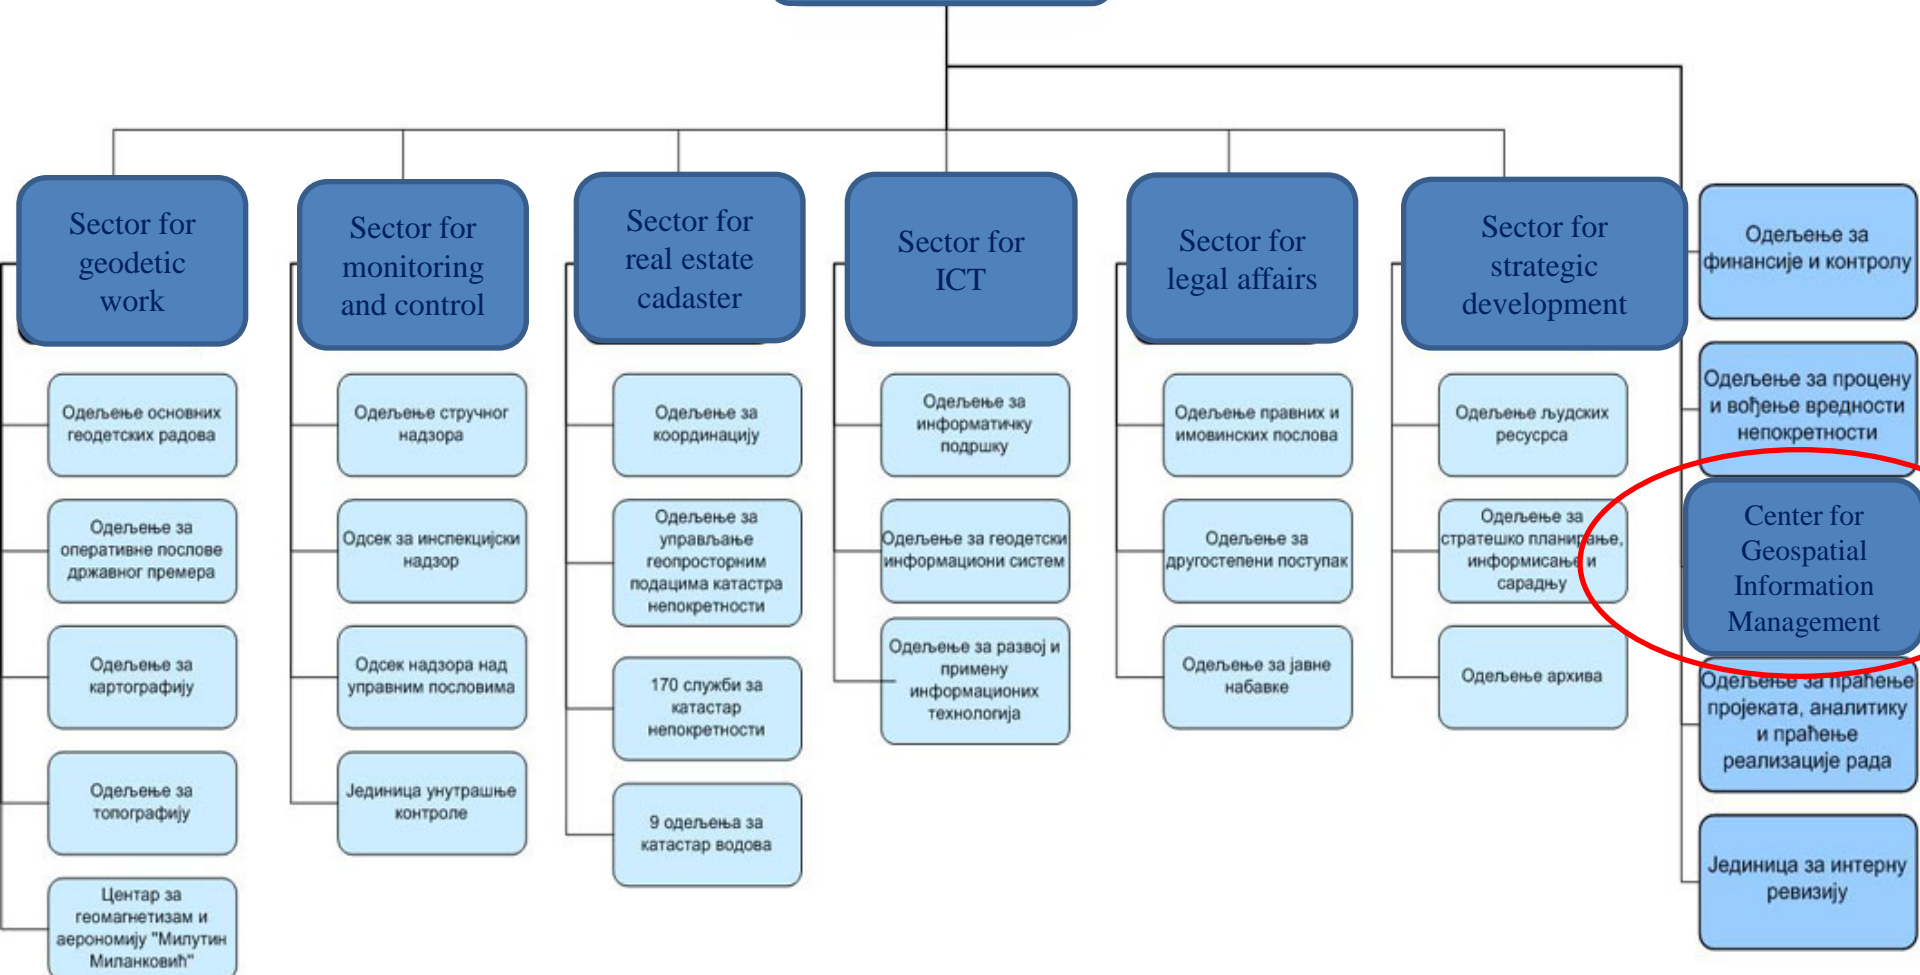 Sector for
geodetic
work
Одељење основних
геодетских радова
Одељење за
оперативне послове
државног премера
Одељење за
картографију
Одељење за
топографију
Центар за
геомагнетизам и
аерономију "Милутин
Миланковић"
Sector for
monitoring
and control
Одељење стручног
надзора
Одсек за инспекцијски
надзор
Одсек надзора над
управним пословима
Јединица унутрашње
контроле
Sector for
real estate
cadaster
Одељење за
координацију
Одељење за
управљање
геопросторним
подацима катастра
непокретности
170 служби за
катастар
непокретности
9 одељења за
катастар водова
Sector for
ICT
Одељење за
информатичку
подршку
Одељење за геодетски
информациони систем
Одељење за развој и
примену
информационих
технологија
Sector for
legal affairs
Одељење правних и
имовинских послова
Одељење за
другостепени поступак
Одељење за јавне
набавке
Sector for
strategic
development
Одељење људских
ресусрса
Одељење за
стратешко планирање,
информисање и
сарадњу
Одељење архива
Одељење за
финансије и контролу
Одељење за процену
и вођење вредности
непокретности
Center for
Geospatial
Information
Management
Одељење за праћење
пројеката, аналитику
и праћење
реализације рада
Јединица за интерну
ревизију